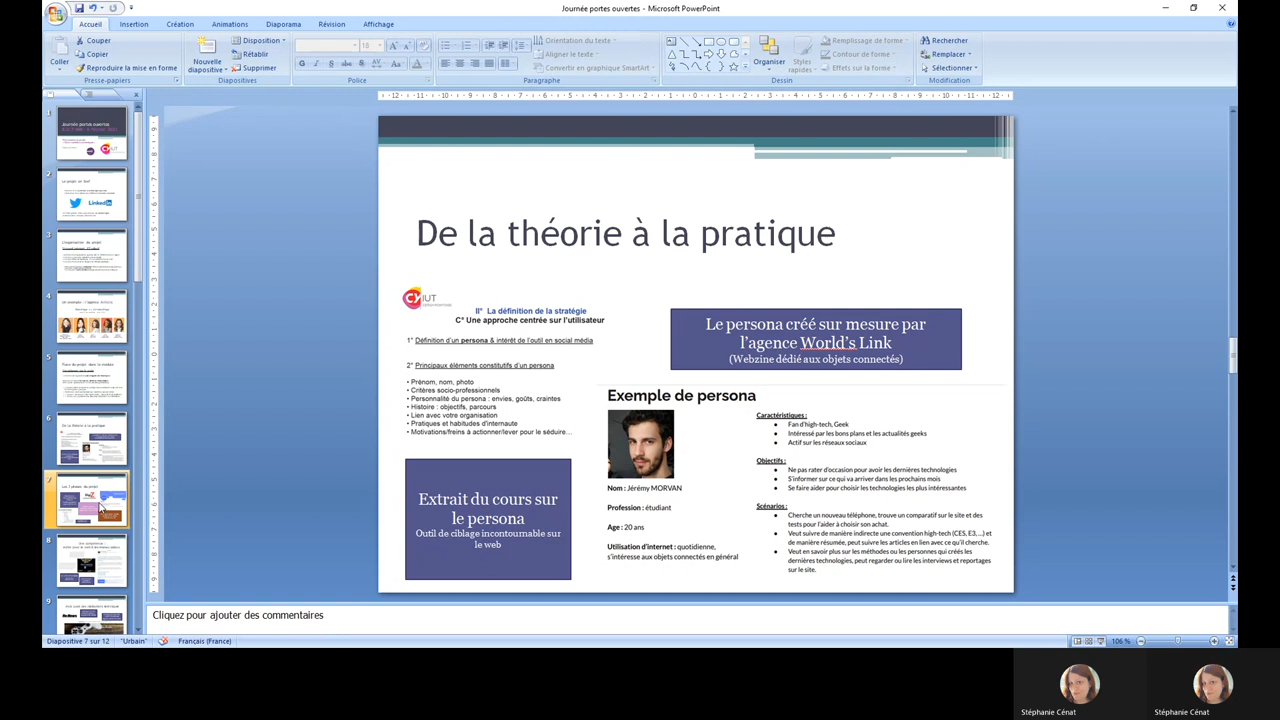 Journée portes ouvertes - Microsoft PowerPoint
Accueil
Insertion
Création
Animations
Diaporama
Révision
Affichage
Coller
Couper
Copier
Reproduire la mise en forme
Presse-papiers
Nouvelle diapositive
Disposition
Rétablir
Supprimer
Diapositives
18
Police
Orientation du texte
Aligner le texte
Convertir en graphique SmartArt
Paragraphe
Organiser
Styles rapides
Remplissage de forme
Contour de forme
Effets sur la forme
Dessin
Rechercher
Remplacer
Sélectionner
Modification
De la théorie à la pratique
CY IUT
II° La définition de la stratégie
C° Une approche centrée sur l'utilisateur
1° Définition d'un persona & intérêt de l'outil en social média
2° Principaux éléments constitutifs d'un persona
• Prénom, nom, photo
• Critères socio-professionnels
• Personnalité du persona : envies, goûts, craintes
• Histoire : objectifs, parcours
• Lien avec votre organisation
• Pratiques et habitudes d'internaute
• Motivations/freins à actionner/lever pour le séduire...
Extrait du cours sur
le persona
Outil de ciblage incontournable sur
le web
Le persona créé sur mesure par
l'agence World's Link
(Webzine dédié aux objets connectés)
Exemple de persona
Nom : Jérémy MORVAN
Profession : étudiant
Age : 20 ans
Utilisation d'internet : quotidienne,
s'intéresse aux objets connectés en général
Caractéristiques :
● Fan d'high-tech, Geek
● Intéressé par les bons plans et les actualités geeks
● Actif sur les réseaux sociaux
Objectifs :
● Ne pas rater d'occasion pour avoir les dernières technologies
● S'informer sur ce qui va arriver dans les prochains mois
● Se faire aider pour choisir les technologies les plus intéressantes
Scénarios :
● Cherche un nouveau téléphone, trouve un comparatif sur le site et des
tests pour l'aider à choisir son achat.
● Veut suivre de manière indirecte une convention high-tech (CES, E3, ...) et
de manière résumée, peut suivre les articles en lien avec ce qu'il cherche.
● Veut en savoir plus sur les méthodes ou les personnes qui créés les
dernières technologies, peut regarder ou lire les interviews et reportages
sur le site.
Cliquez pour ajouter des commentaires
Diapositive 7 sur 12
"Urbain"
Français (France)
106 %
Stéphanie Cénat
Stéphanie Cénat